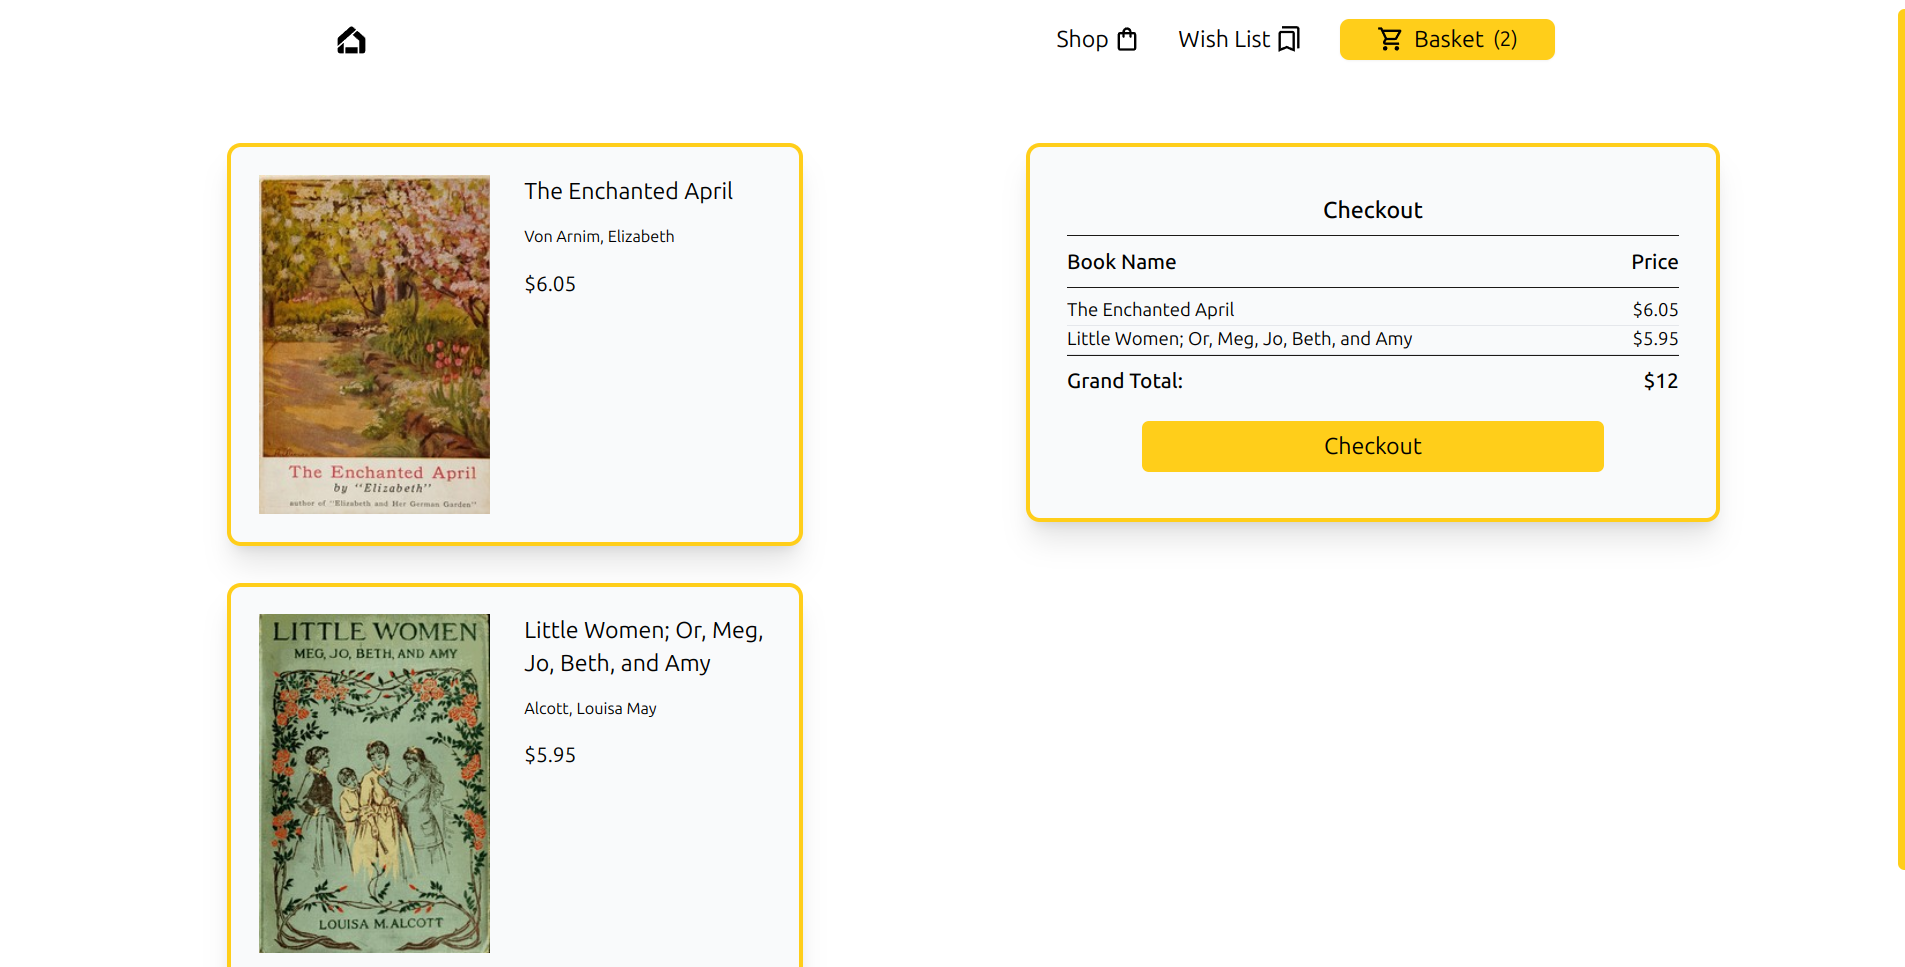 Shop
Wish List
Basket (2)
The Enchanted April
by "Elizabeth"
author of "Elizabeth and Her German Garden"
The Enchanted April
Von Arnim, Elizabeth
$6.05
LITTLE WOMEN
MEG, JO, BETH, AND AMY
LOUISA M. ALCOTT
Little Women; Or, Meg,
Jo, Beth, and Amy
Alcott, Louisa May
$5.95
Checkout
Book Name Price
The Enchanted April $6.05
Little Women; Or, Meg, Jo, Beth, and Amy $5.95
Grand Total: $12
Checkout